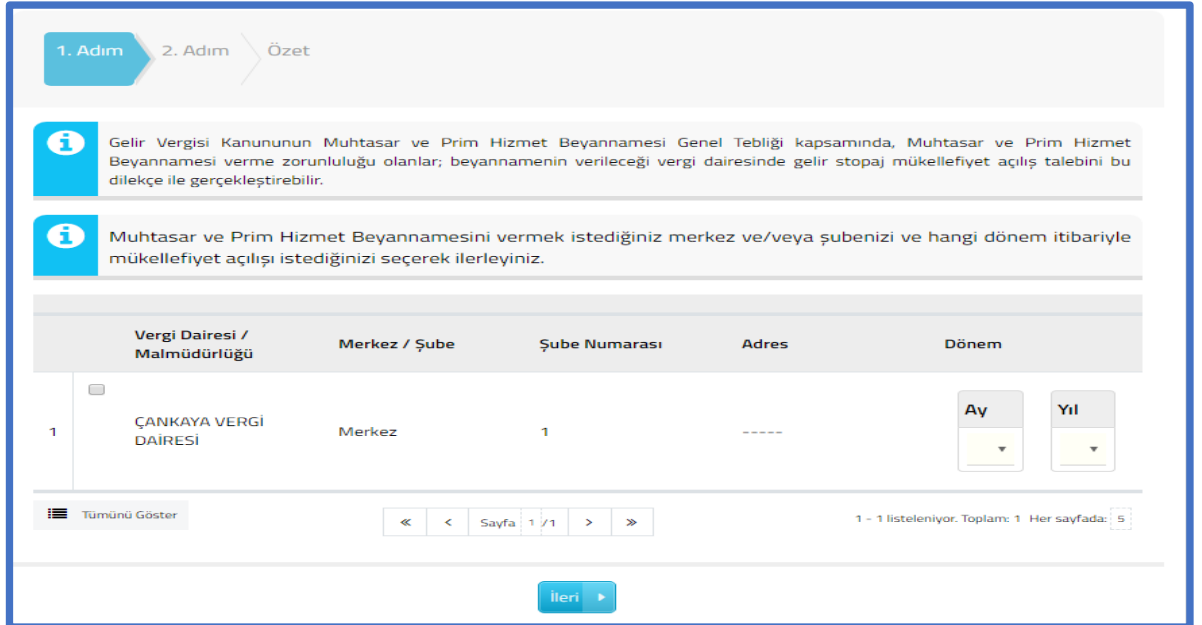 1. Adım 2. Adım Özet
Gelir Vergisi Kanununun Muhtasar ve Prim Hizmet Beyannamesi Genel Tebliği kapsamında, Muhtasar ve Prim Hizmet
Beyannamesi verme zorunluluğu olanlar; beyannamenin verileceği vergi dairesinde gelir stopaj mükellefiyet açılış talebini bu
dilekçe ile gerçekleştirebilir.
Muhtasar ve Prim Hizmet Beyannamesini vermek istediğiniz merkez ve/veya şubenizi ve hangi dönem itibariyle
mükellefiyet açılışı istediğinizi seçerek ilerleyiniz.
Vergi Dairesi /
Malmüdürlüğü
Merkez / Şube
Şube Numarası
Adres
Dönem
1
ÇANKAYA VERGİ
DAİRESİ
Merkez
1
-----
Ay
Yıl
Tümünü Göster
« < Sayfa 1 /1 > »
1 - 1 listeleniyor. Toplam: 1 Her sayfada: 5
İleri